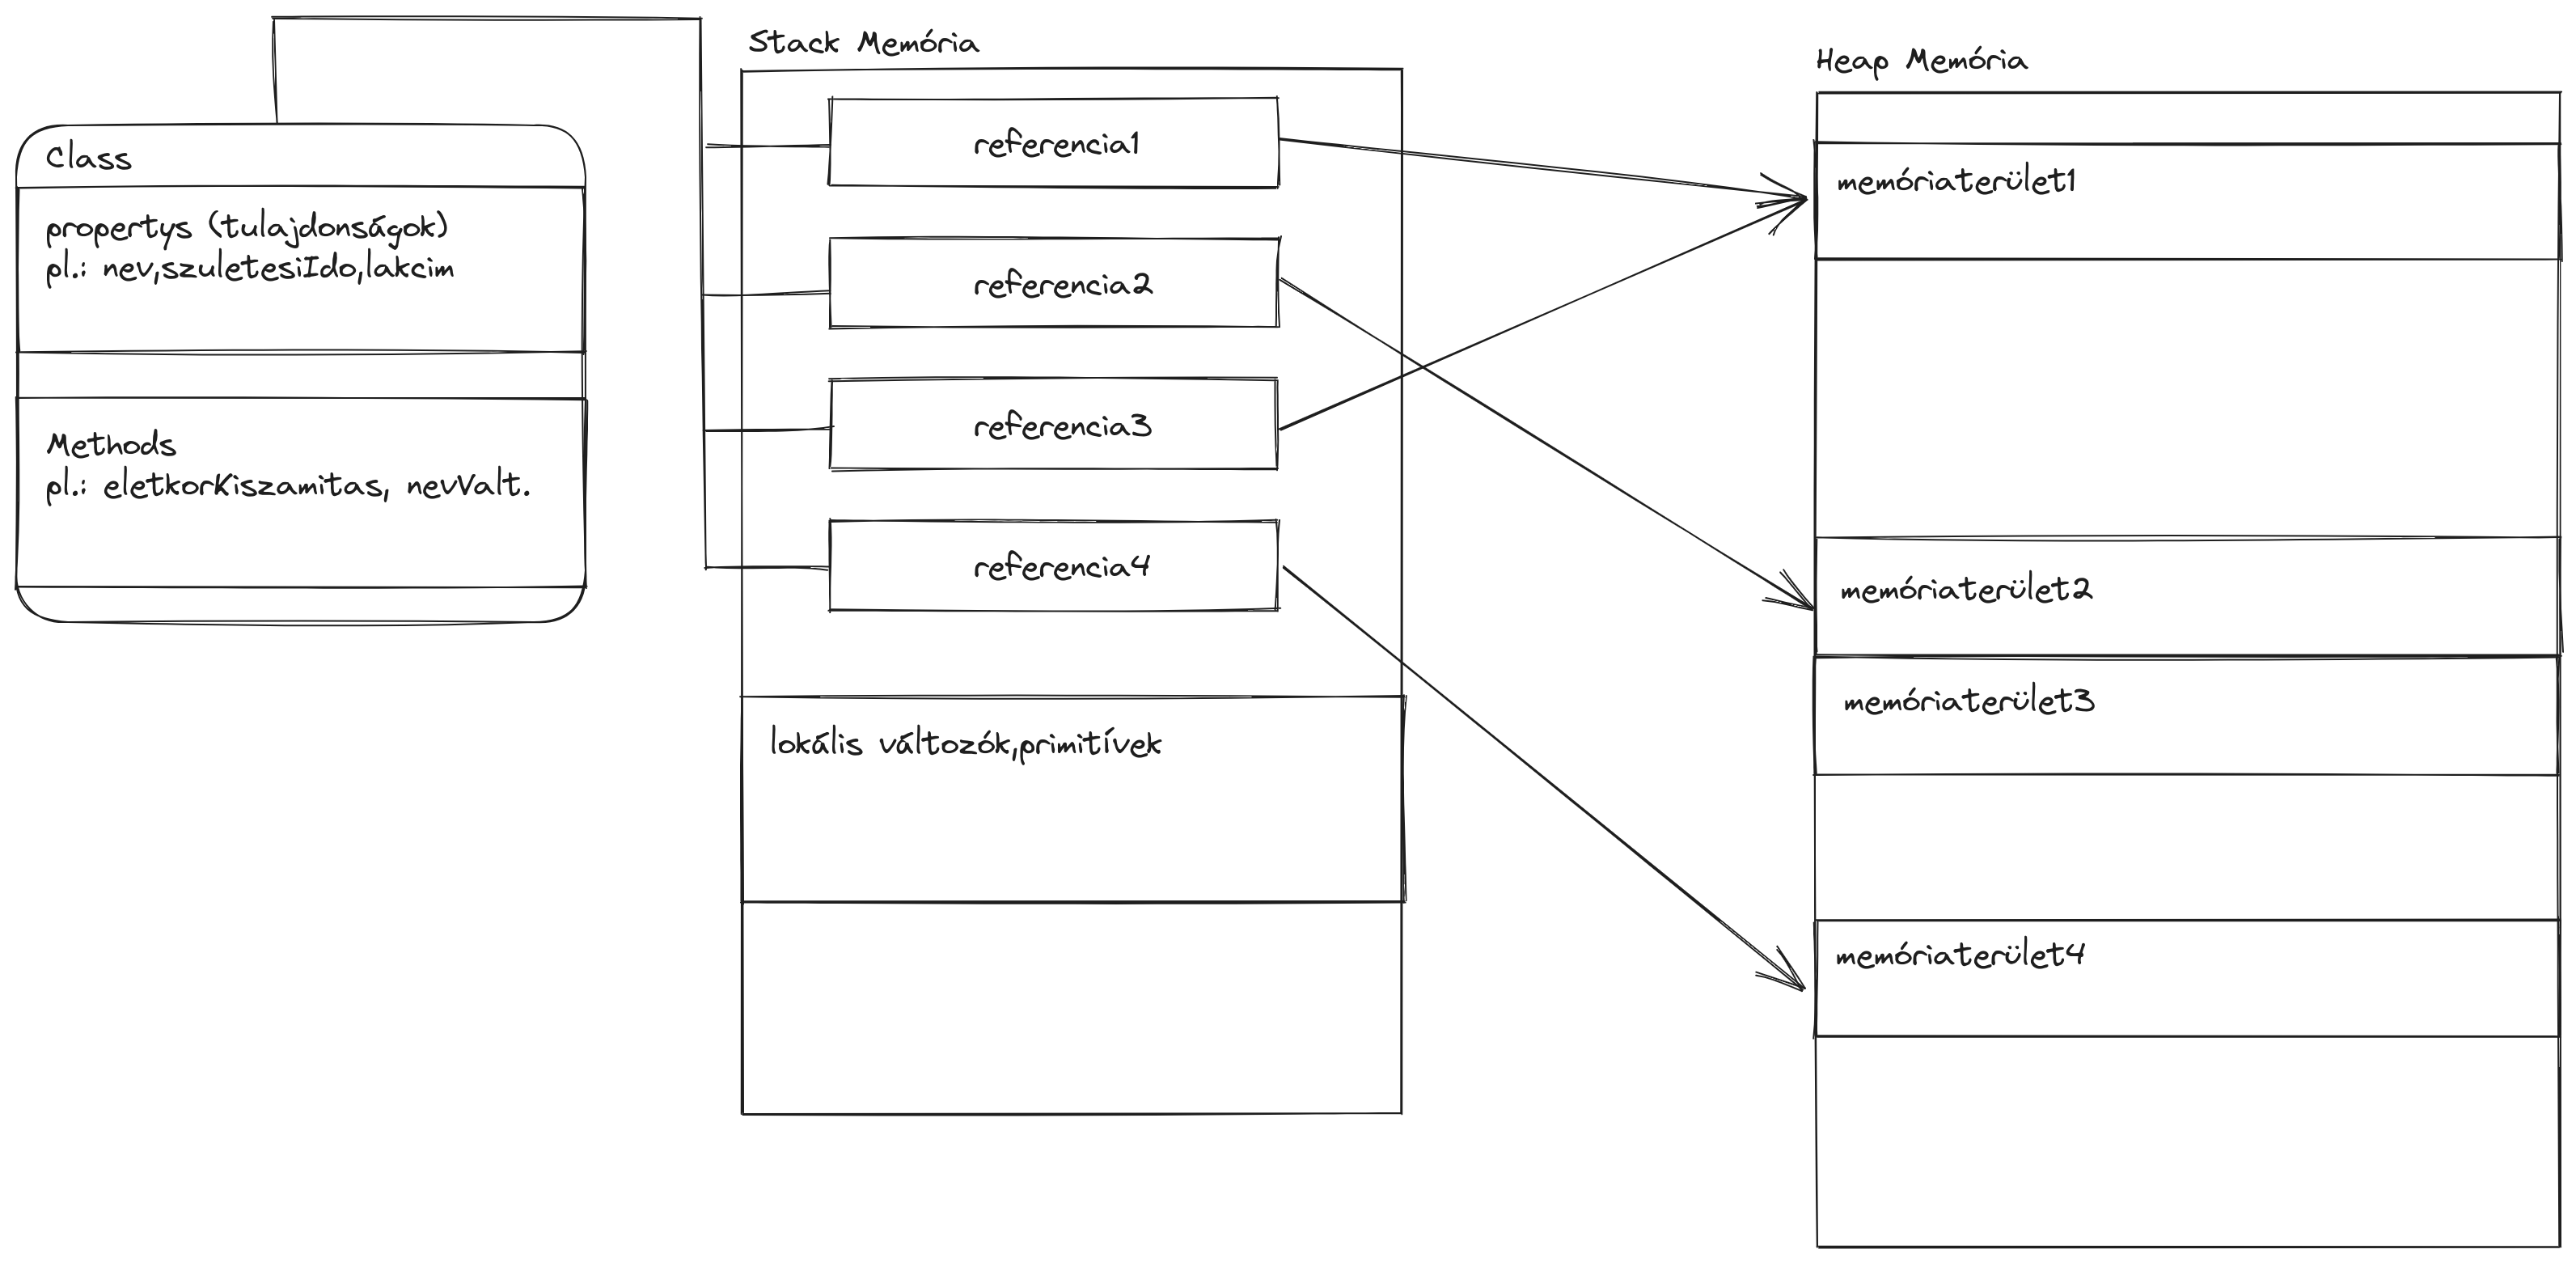 Class
propertys (tulajdonságok)
pl.: nev,szuletesiIdo,lakcim
Methods
pl.: eletkorKiszamitas, nevValt.
Stack Memória
referencia1
referencia2
referencia3
referencia4
lokális változók,primitívek
Heap Memória
memóriaterület1
memóriaterület2
memóriaterület3
memóriaterület4